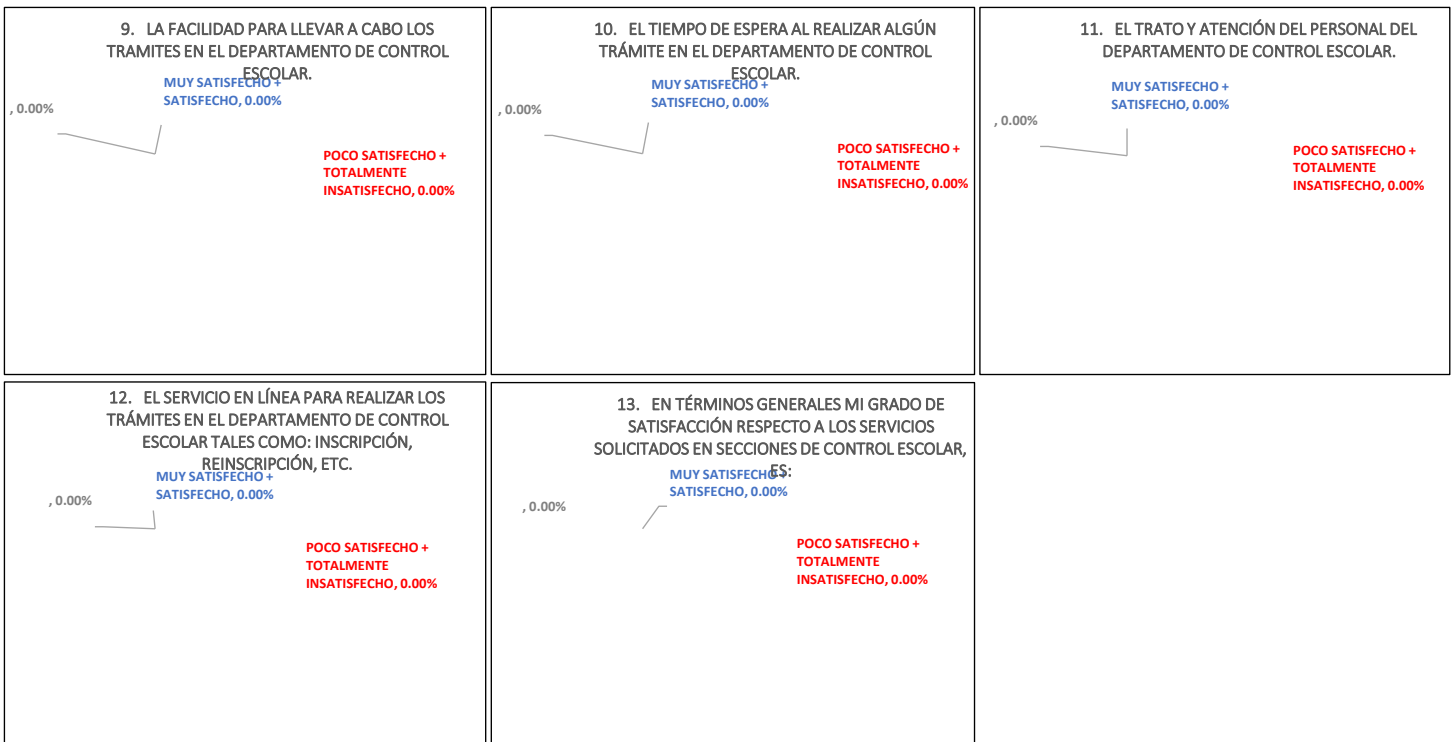 9. LA FACILIDAD PARA LLEVAR A CABO LOS
TRAMITES EN EL DEPARTAMENTO DE CONTROL
ESCOLAR.
MUY SATISFECHO +
SATISFECHO, 0.00%
, 0.00%
POCO SATISFECHO +
TOTALMENTE
INSATISFECHO, 0.00%
10. EL TIEMPO DE ESPERA AL REALIZAR ALGÚN
TRÁMITE EN EL DEPARTAMENTO DE CONTROL
ESCOLAR.
MUY SATISFECHO +
SATISFECHO, 0.00%
, 0.00%
POCO SATISFECHO +
TOTALMENTE
INSATISFECHO, 0.00%
11. EL TRATO Y ATENCIÓN DEL PERSONAL DEL
DEPARTAMENTO DE CONTROL ESCOLAR.
MUY SATISFECHO +
SATISFECHO, 0.00%
, 0.00%
POCO SATISFECHO +
TOTALMENTE
INSATISFECHO, 0.00%
12. EL SERVICIO EN LÍNEA PARA REALIZAR LOS
TRÁMITES EN EL DEPARTAMENTO DE CONTROL
ESCOLAR TALES COMO: INSCRIPCIÓN,
REINSCRIPCIÓN, ETC.
MUY SATISFECHO +
SATISFECHO, 0.00%
, 0.00%
POCO SATISFECHO +
TOTALMENTE
INSATISFECHO, 0.00%
13. EN TÉRMINOS GENERALES MI GRADO DE
SATISFACCIÓN RESPECTO A LOS SERVICIOS
SOLICITADOS EN SECCIONES DE CONTROL ESCOLAR,
ES:
MUY SATISFECHO +
SATISFECHO, 0.00%
, 0.00%
POCO SATISFECHO +
TOTALMENTE
INSATISFECHO, 0.00%